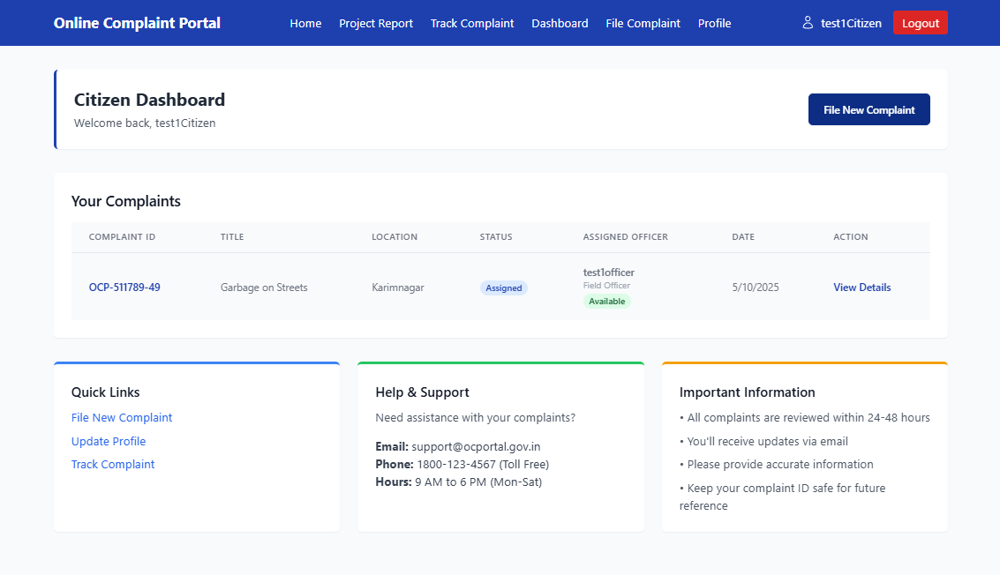 Online Complaint Portal
Home Project Report Track Complaint Dashboard File Complaint Profile
test1Citizen
Logout
Citizen Dashboard
Welcome back, test1Citizen
File New Complaint
Your Complaints
COMPLAINT ID TITLE LOCATION STATUS ASSIGNED OFFICER DATE ACTION
OCP-511789-49 Garbage on Streets Karimnagar Assigned
test1officer
Field Officer
Available
5/10/2025 View Details
Quick Links
File New Complaint
Update Profile
Track Complaint
Help & Support
Need assistance with your complaints?
Email: support@ocportal.gov.in
Phone: 1800-123-4567 (Toll Free)
Hours: 9 AM to 6 PM (Mon-Sat)
Important Information
• All complaints are reviewed within 24-48 hours
• You'll receive updates via email
• Please provide accurate information
• Keep your complaint ID safe for future
reference